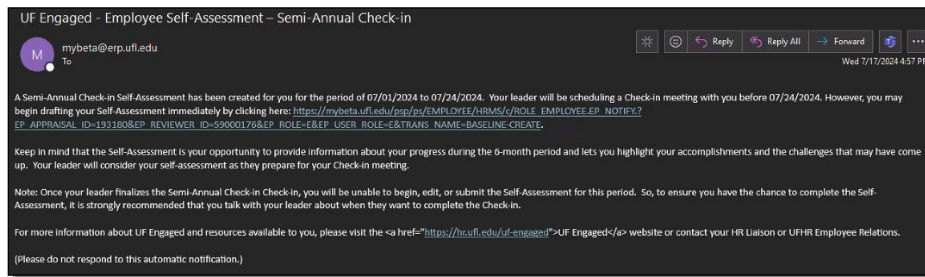 UF Engaged - Employee Self-Assessment – Semi-Annual Check-in
M
mybeta@erp.ufl.edu
To
Reply
Reply All
Forward
Wed 7/17/2024 4:57 PM
A Semi-Annual Check-in Self-Assessment has been created for you for the period of 07/01/2024 to 07/24/2024. Your leader will be scheduling a Check-in meeting with you before 07/24/2024. However, you may
begin drafting your Self-Assessment immediately by clicking here: https://mybeta.ufl.edu/psp/ps/EMPLOYEE/HRMS/c/ROLE_EMPLOYEE.EP_NOTIFY.?
EP_APPRAISAL_ID=193180&EP_REVIEWER_ID=59000176&EP_ROLE=E&EP_USER_ROLE=E&TRANS_NAME=BASELINE-CREATE.
Keep in mind that the Self-Assessment is your opportunity to provide information about your progress during the 6-month period and lets you highlight your accomplishments and the challenges that may have come
up. Your leader will consider your self-assessment as they prepare for your Check-in meeting.
Note: Once your leader finalizes the Semi-Annual Check-in Check-in, you will be unable to begin, edit, or submit the Self-Assessment for this period. So, to ensure you have the chance to complete the Self-
Assessment, it is strongly recommended that you talk with your leader about when they want to complete the Check-in.
For more information about UF Engaged and resources available to you, please visit the <a href="https://hr.ufl.edu/uf-engaged">UF Engaged</a> website or contact your HR Liaison or UFHR Employee Relations.
(Please do not respond to this automatic notification.)